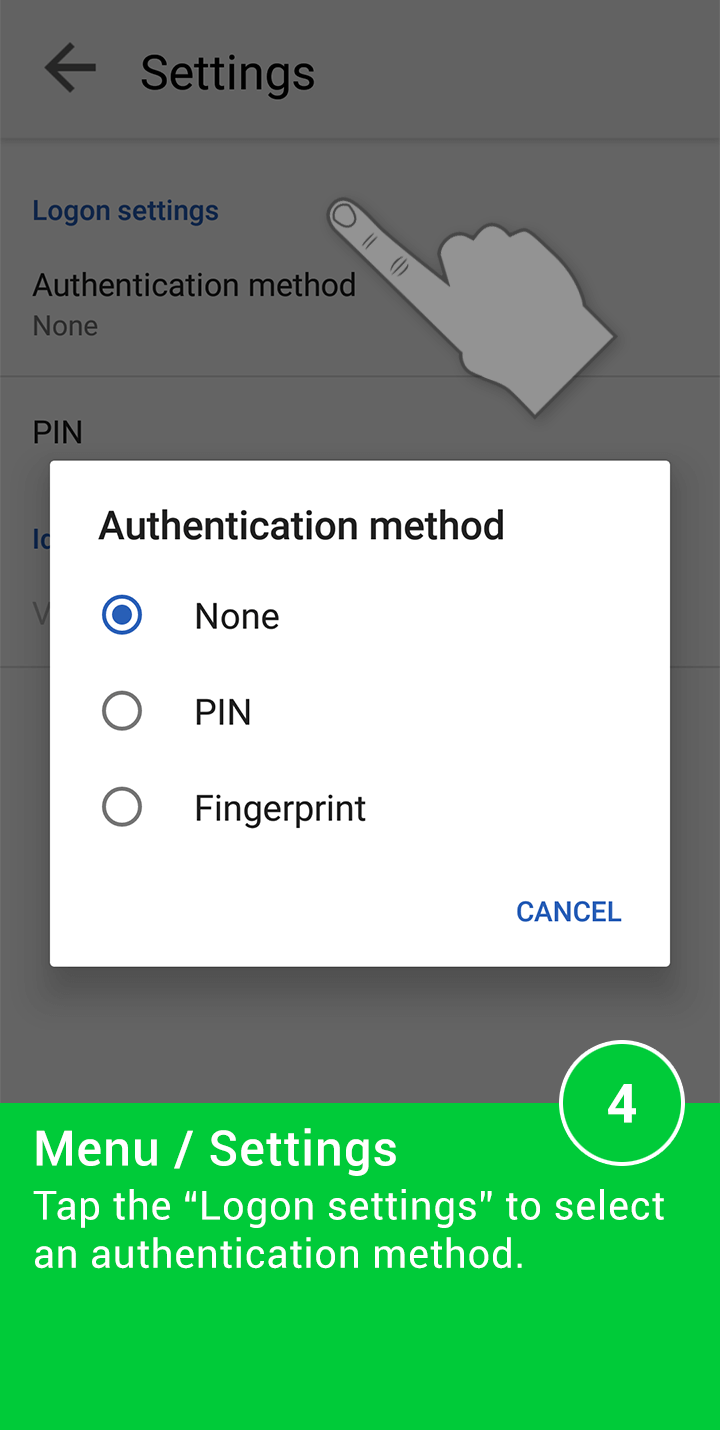 Settings
Logon settings
Authentication method
None
PIN
Authentication method
None
PIN
Fingerprint
CANCEL
4
Menu / Settings
Tap the “Logon settings” to select
an authentication method.